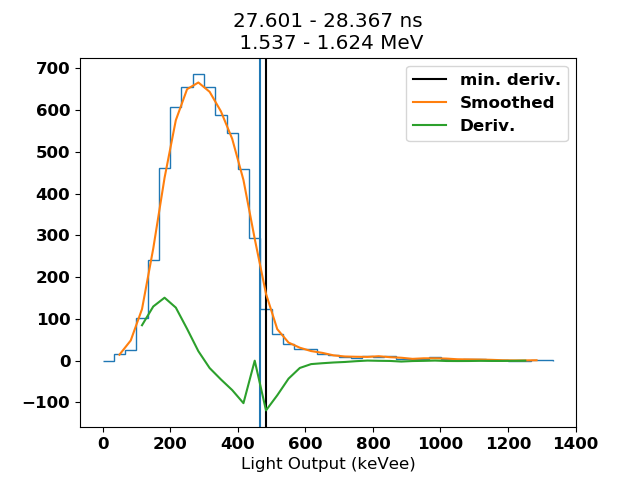 27.601 - 28.367 ns
1.537 - 1.624 MeV
min. deriv.
Smoothed
Deriv.
700
600
500
400
300
200
100
0
−100
0 200 400 600 800 1000 1200 1400
Light Output (keVee)